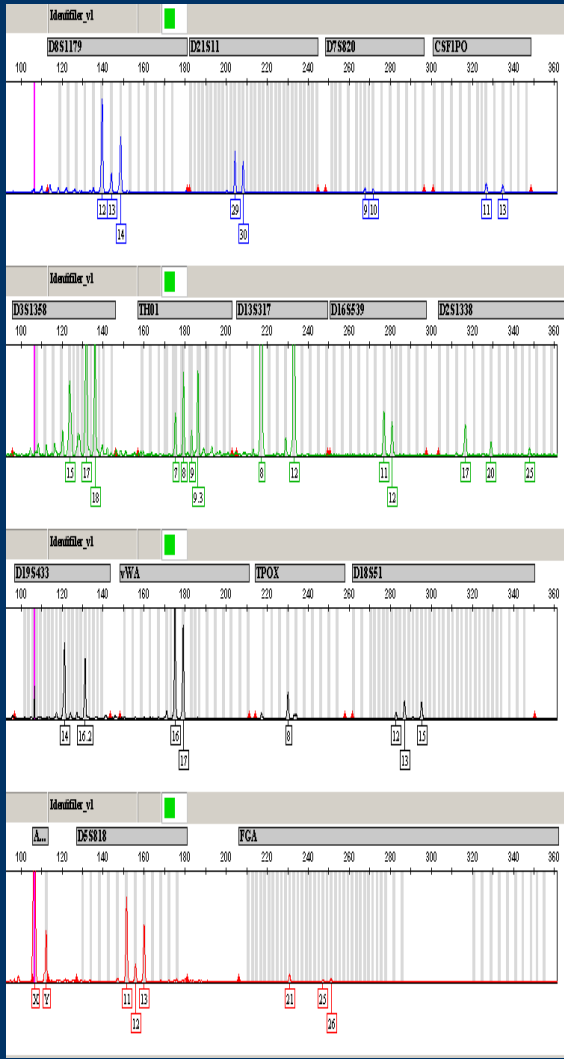 Identifiler_v1
D8S1179 D21S11 D7S820 CSF1PO
100 120 140 160 180 200 220 240 260 280 300 320 340 360
12 13 29 9 10 11 13
14 30
Identifiler_v1
D3S1358 TH01 D13S317 D16S539 D2S1338
100 120 140 160 180 200 220 240 260 280 300 320 340 360
15 17 7 8 9 8 12 11 17 20 25
18 9.3 12
Identifiler_v1
D19S433 vWA TPOX D18S51
100 120 140 160 180 200 220 240 260 280 300 320 340 360
14 16.2 16 8 12 15
17 13
Identifiler_v1
A... D5S818 FGA
100 120 140 160 180 200 220 240 260 280 300 320 340 360
X Y 11 13 21 25
12 26